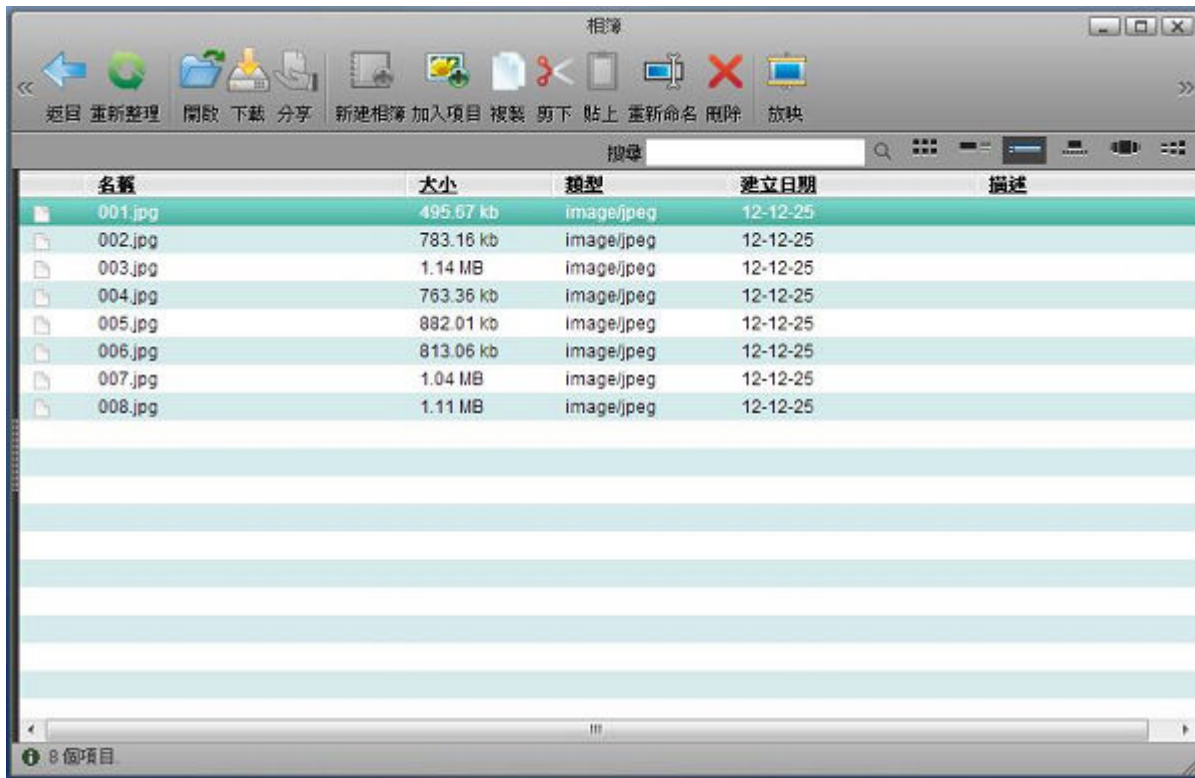 相簿
返回 重新整理 開啟 下載 分享 新建相簿 加入項目 複製 剪下 貼上 重新命名 刪除 放映
搜尋
名稱 大小 類型 建立日期 描述
001.jpg 495.67 kb image/jpeg 12-12-25
002.jpg 783.16 kb image/jpeg 12-12-25
003.jpg 1.14 MB image/jpeg 12-12-25
004.jpg 763.36 kb image/jpeg 12-12-25
005.jpg 882.01 kb image/jpeg 12-12-25
006.jpg 813.06 kb image/jpeg 12-12-25
007.jpg 1.04 MB image/jpeg 12-12-25
008.jpg 1.11 MB image/jpeg 12-12-25
8 個項目.